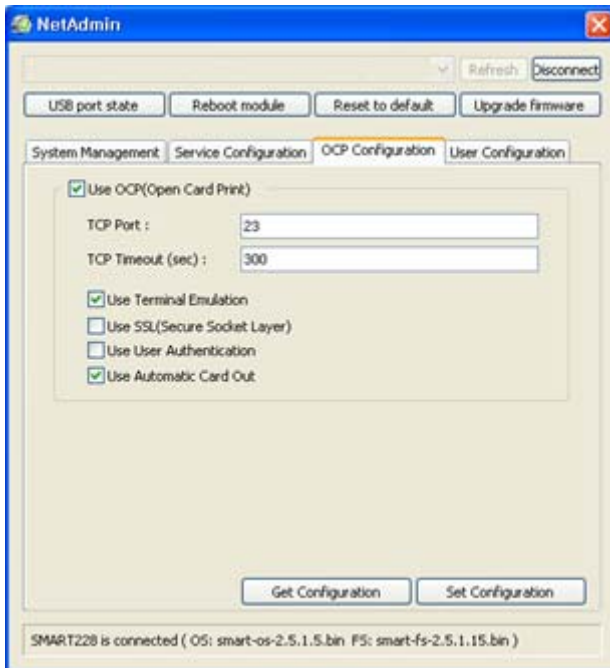 NetAdmin
Refresh Disconnect
USB port state Reboot module Reset to default Upgrade firmware
System Management Service Configuration OCP Configuration User Configuration
Use OCP(Open Card Print)
TCP Port : 23
TCP Timeout (sec) : 300
Use Terminal Emulation
Use SSL(Secure Socket Layer)
Use User Authentication
Use Automatic Card Out
Get Configuration Set Configuration
SMART228 is connected ( OS: smart-os-2.5.1.5.bin FS: smart-fs-2.5.1.15.bin )